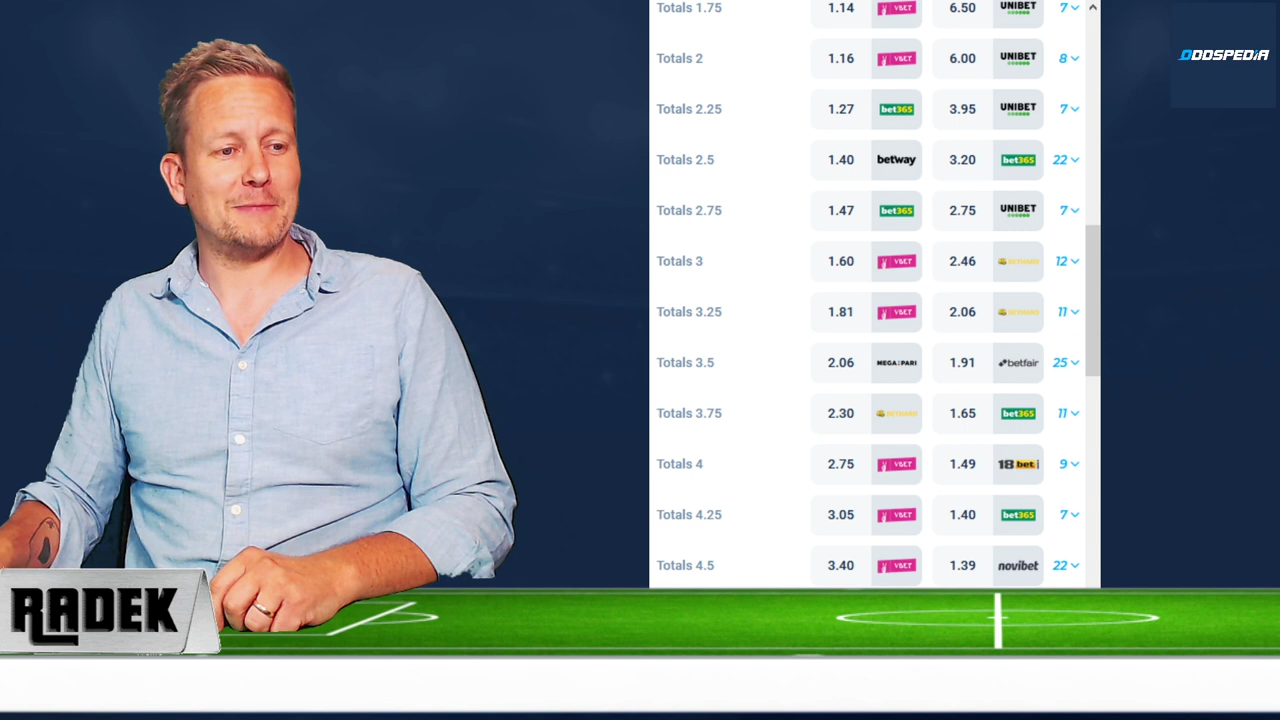 Totals 1.75 1.14 VBET 6.50 UNIBET 7
ODDSPEDIA
Totals 2 1.16 VBET 6.00 UNIBET 8
Totals 2.25 1.27 bet365 3.95 UNIBET 7
Totals 2.5 1.40 betway 3.20 bet365 22
Totals 2.75 1.47 bet365 2.75 UNIBET 7
Totals 3 1.60 VBET 2.46 BETHARD 12
Totals 3.25 1.81 VBET 2.06 BETHARD 11
Totals 3.5 2.06 MEGAPARI 1.91 betfair 25
Totals 3.75 2.30 BETHARD 1.65 bet365 11
Totals 4 2.75 VBET 1.49 18bet 9
Totals 4.25 3.05 VBET 1.40 bet365 7
Totals 4.5 3.40 VBET 1.39 novibet 22
RADEK